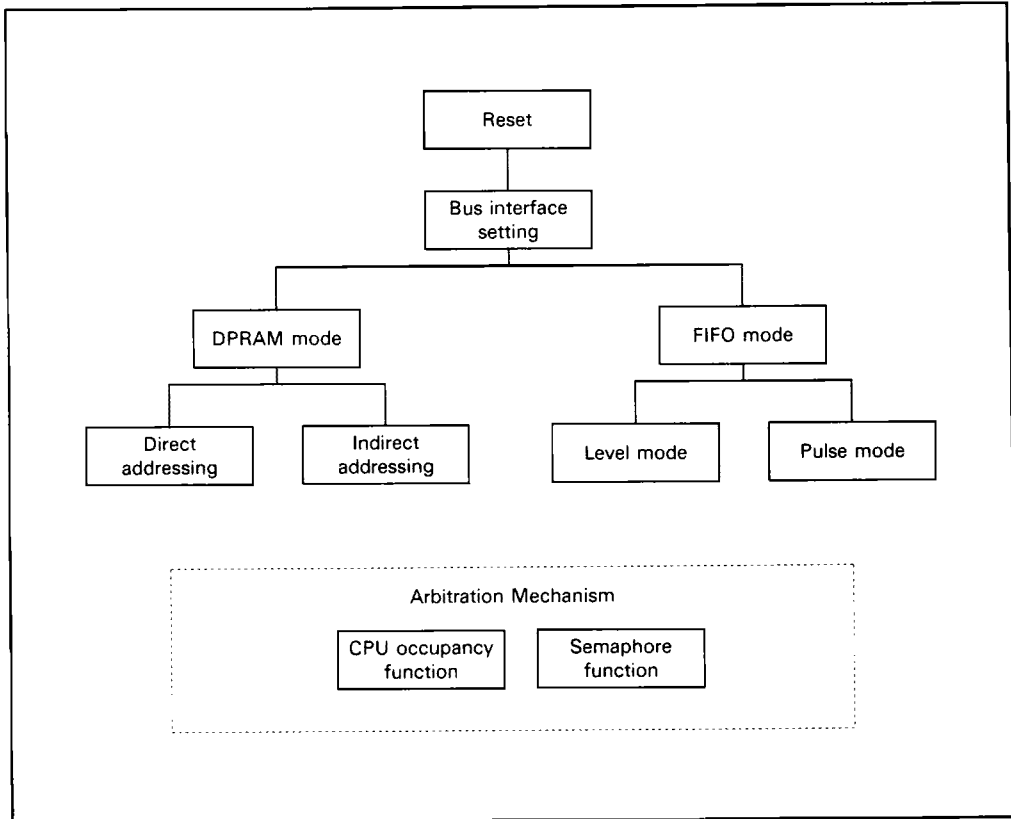 Reset
Bus interface
setting
DPRAM mode
FIFO mode
Direct
addressing
Indirect
addressing
Level mode
Pulse mode
Arbitration Mechanism
CPU occupancy
function
Semaphore
function